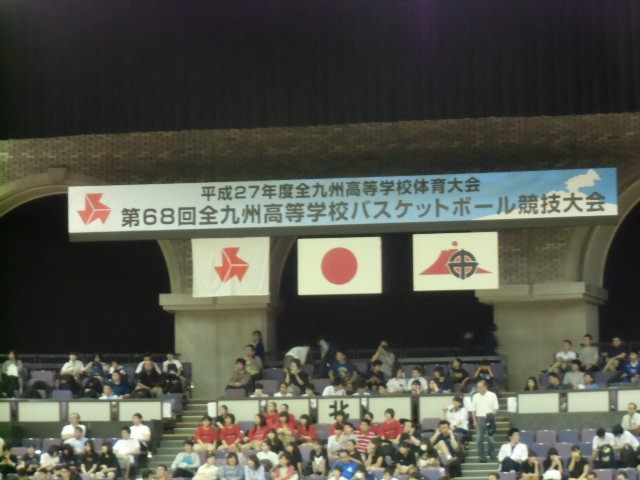 平成27年度全九州高等学校体育大会
第68回全九州高等学校バスケットボール競技大会
北